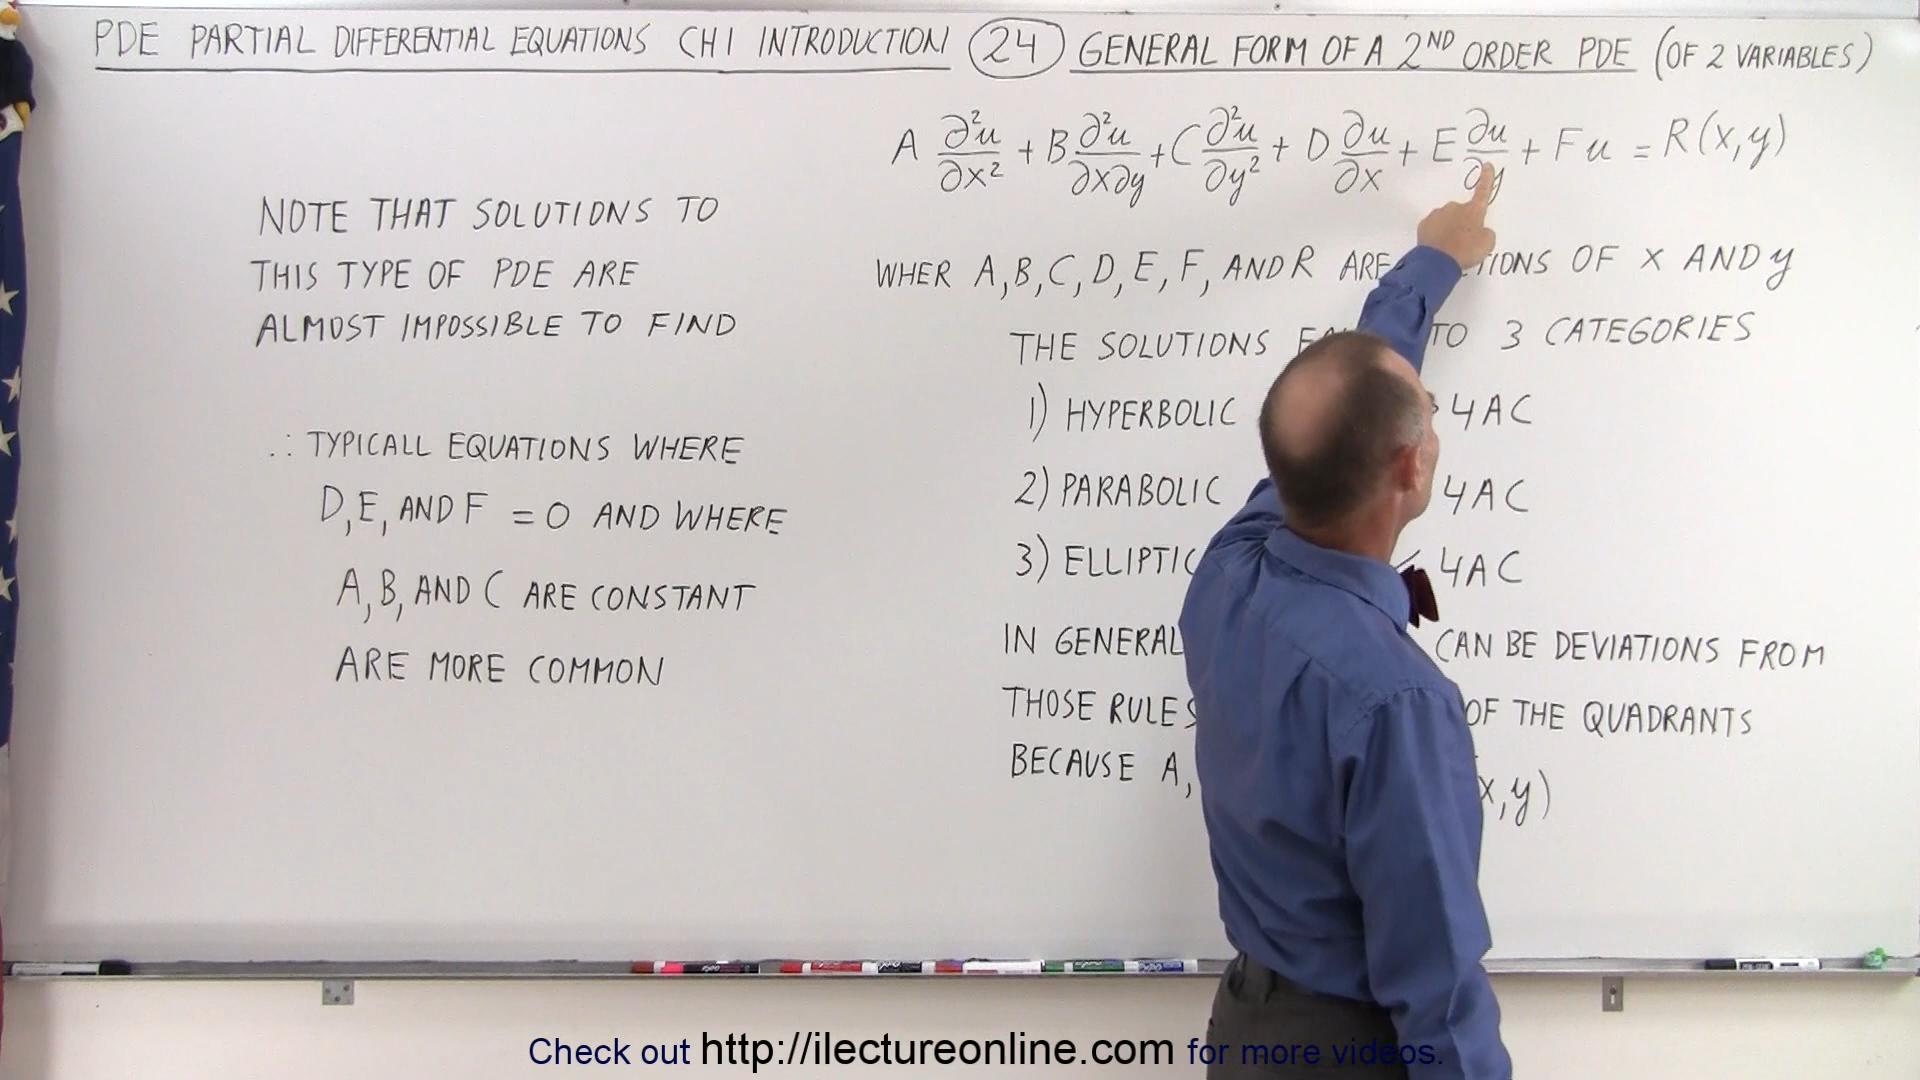 PDE PARTIAL DIFFERENTIAL EQUATIONS CH 1 INTRODUCTION 24 GENERAL FORM OF A 2ND ORDER PDE (OF 2 VARIABLES)
A ∂²u/∂x² + B ∂²u/∂x∂y + C ∂²u/∂y² + D ∂u/∂x + E ∂u/∂y + Fu = R(x,y)
NOTE THAT SOLUTIONS TO
THIS TYPE OF PDE ARE
ALMOST IMPOSSIBLE TO FIND
∴ TYPICALL EQUATIONS WHERE
D, E, AND F = 0 AND WHERE
A, B, AND C ARE CONSTANT
ARE MORE COMMON
WHER A, B, C, D, E, F, AND R ARE OF X AND y
THE SOLUTIONS TO 3 CATEGORIES
1) HYPERBOLIC 4AC
2) PARABOLIC 4AC
3) ELLIPTIC < 4AC
IN GENERAL CAN BE DEVIATIONS FROM
THOSE RULES OF THE QUADRANTS
BECAUSE A, x,y)
Check out http://ilectureonline.com for more videos.